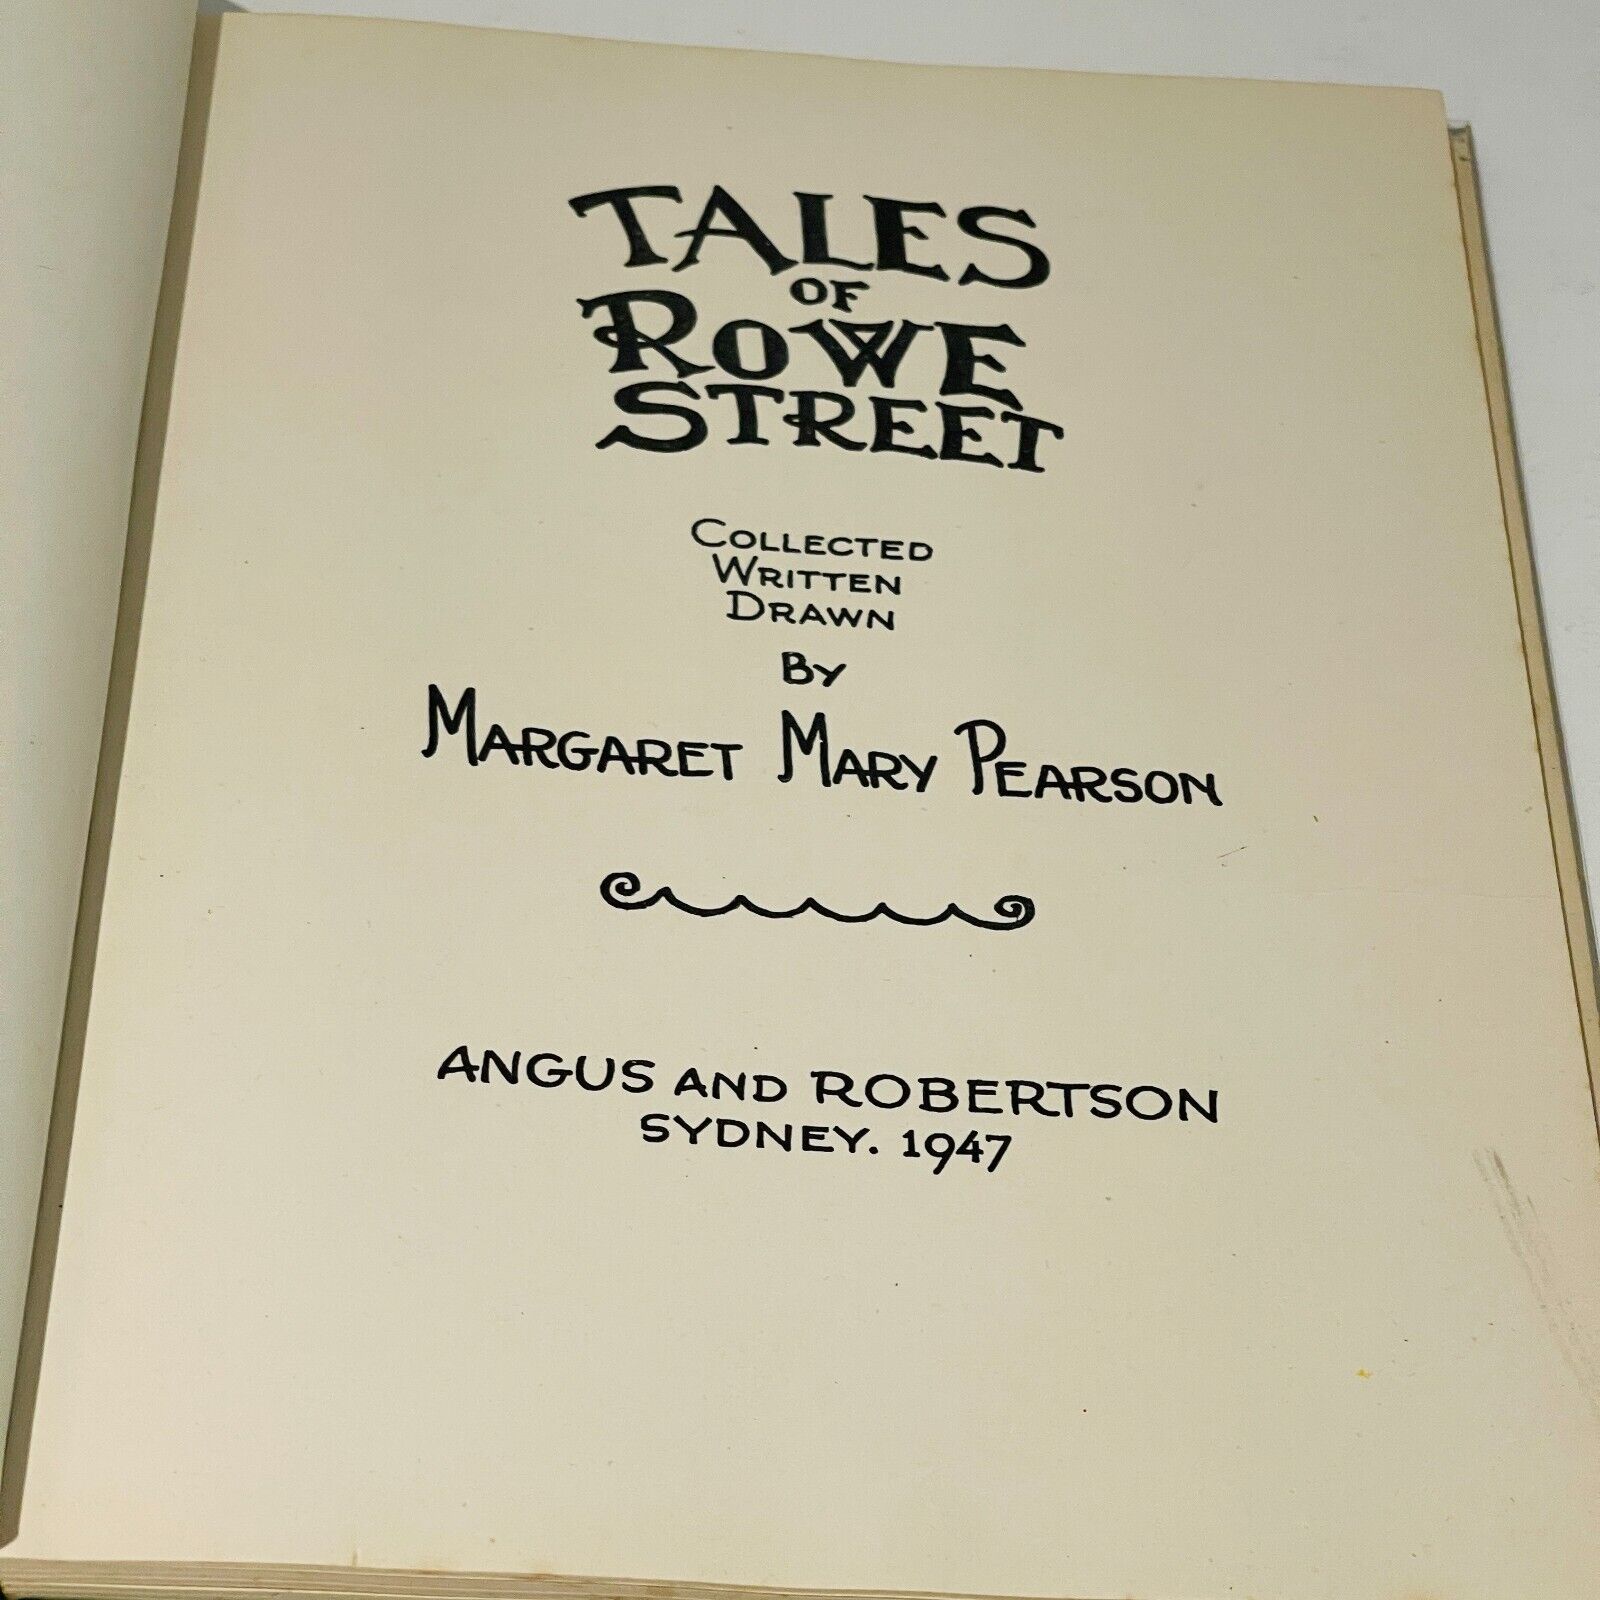 TALES
OF
ROWE
STREET
COLLECTED
WRITTEN
DRAWN
BY
MARGARET MARY PEARSON
ANGUS AND ROBERTSON
SYDNEY. 1947